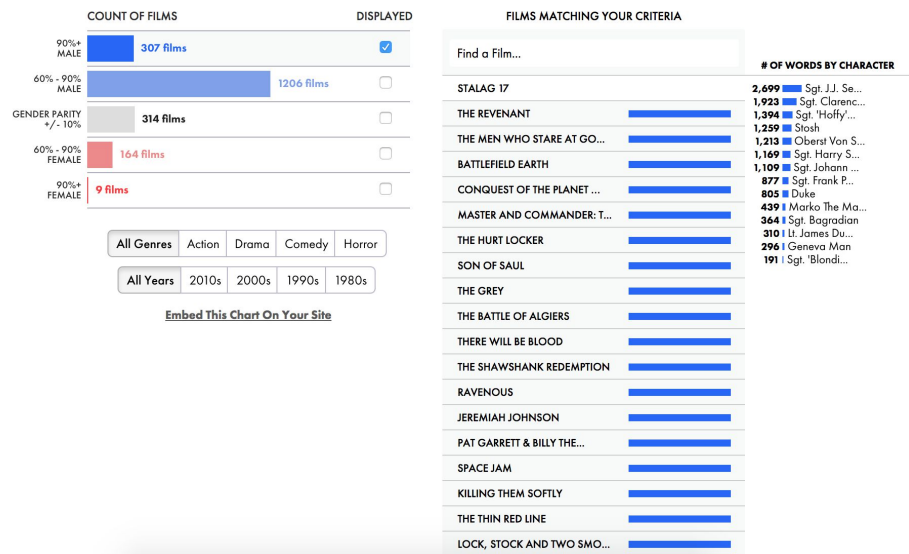 COUNT OF FILMS
DISPLAYED
90%+
MALE
307 films
60% - 90%
MALE
1206 films
GENDER PARITY
+/- 10%
314 films
60% - 90%
FEMALE
164 films
90%+
FEMALE
9 films
All Genres Action Drama Comedy Horror
All Years 2010s 2000s 1990s 1980s
Embed This Chart On Your Site
FILMS MATCHING YOUR CRITERIA
Find a Film...
STALAG 17
THE REVENANT
THE MEN WHO STARE AT GO...
BATTLEFIELD EARTH
CONQUEST OF THE PLANET ...
MASTER AND COMMANDER: T...
THE HURT LOCKER
SON OF SAUL
THE GREY
THE BATTLE OF ALGIERS
THERE WILL BE BLOOD
THE SHAWSHANK REDEMPTION
RAVENOUS
JEREMIAH JOHNSON
PAT GARRETT & BILLY THE...
SPACE JAM
KILLING THEM SOFTLY
THE THIN RED LINE
LOCK, STOCK AND TWO SMO...
# OF WORDS BY CHARACTER
2,699 Sgt. J.J. Se...
1,923 Sgt. Clarenc...
1,394 Sgt. 'Hoffy'...
1,259 Stosh
1,213 Oberst Von S...
1,169 Sgt. Harry S...
1,109 Sgt. Johann ...
877 Sgt. Frank P...
805 Duke
439 Marko The Ma...
364 Sgt. Bagradian
310 Lt. James Du...
296 Geneva Man
191 Sgt. 'Blondi...